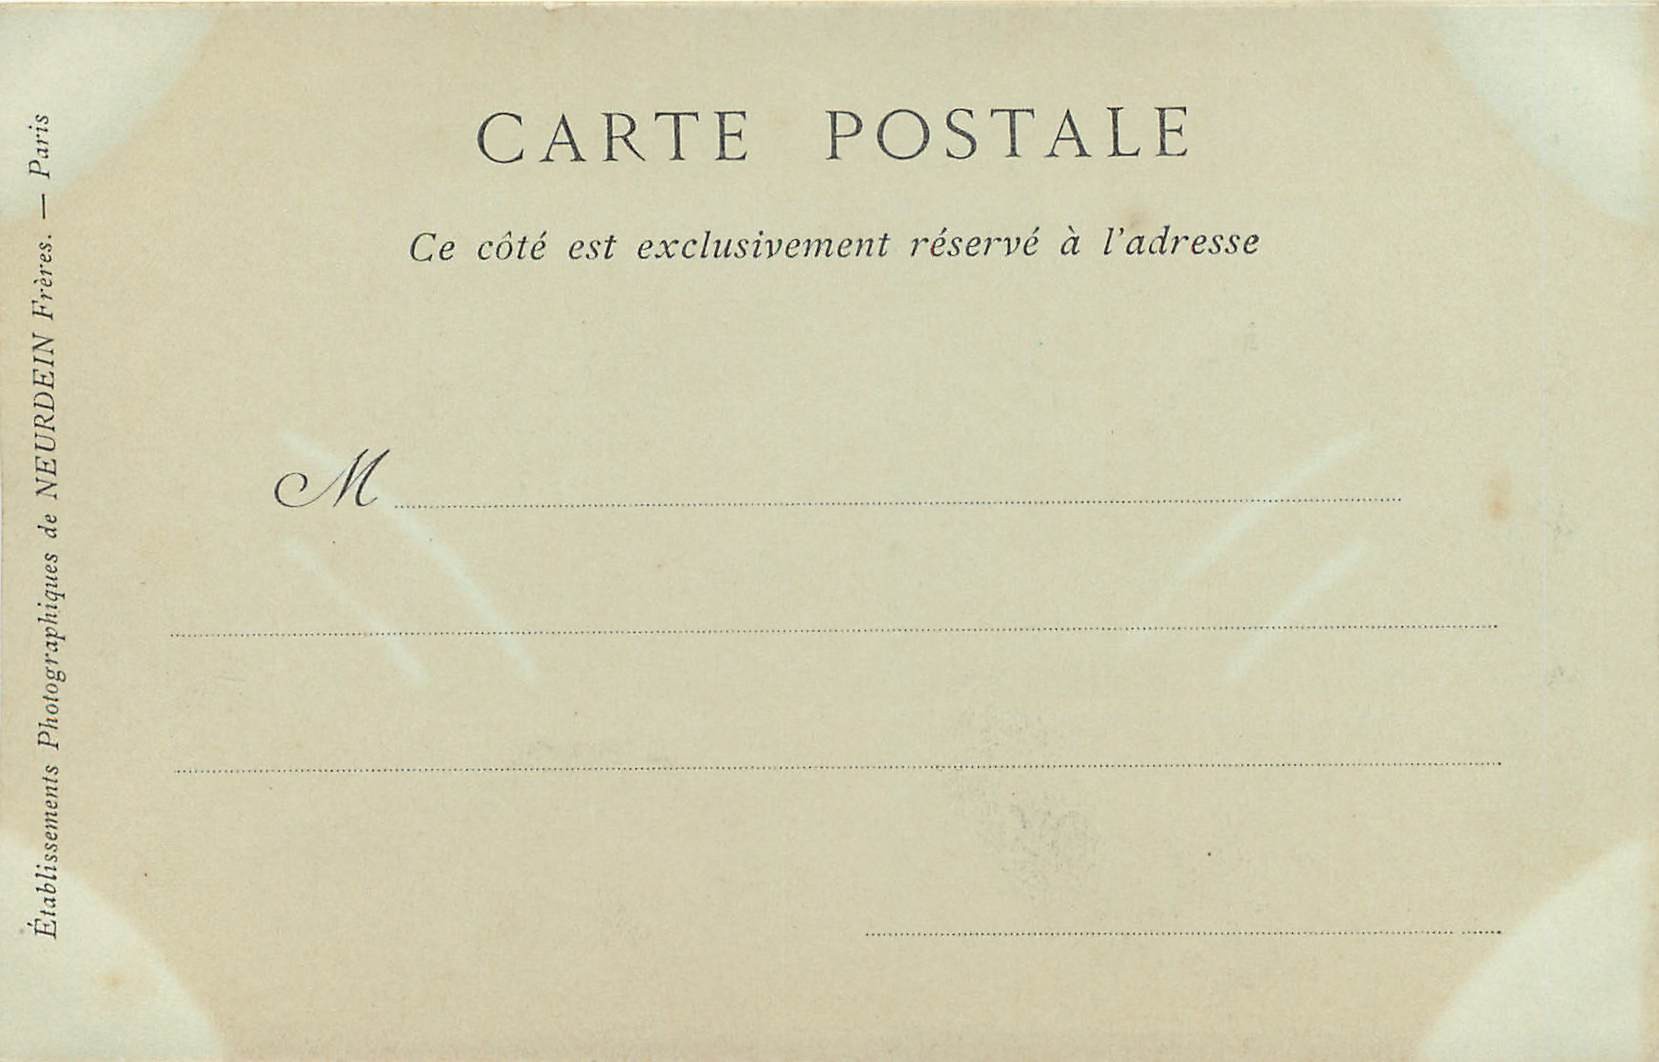 CARTE POSTALE
Ce côté est exclusivement réservé à l'adresse
M
Établissements Photographiques de NEURDEIN Frères. — Paris